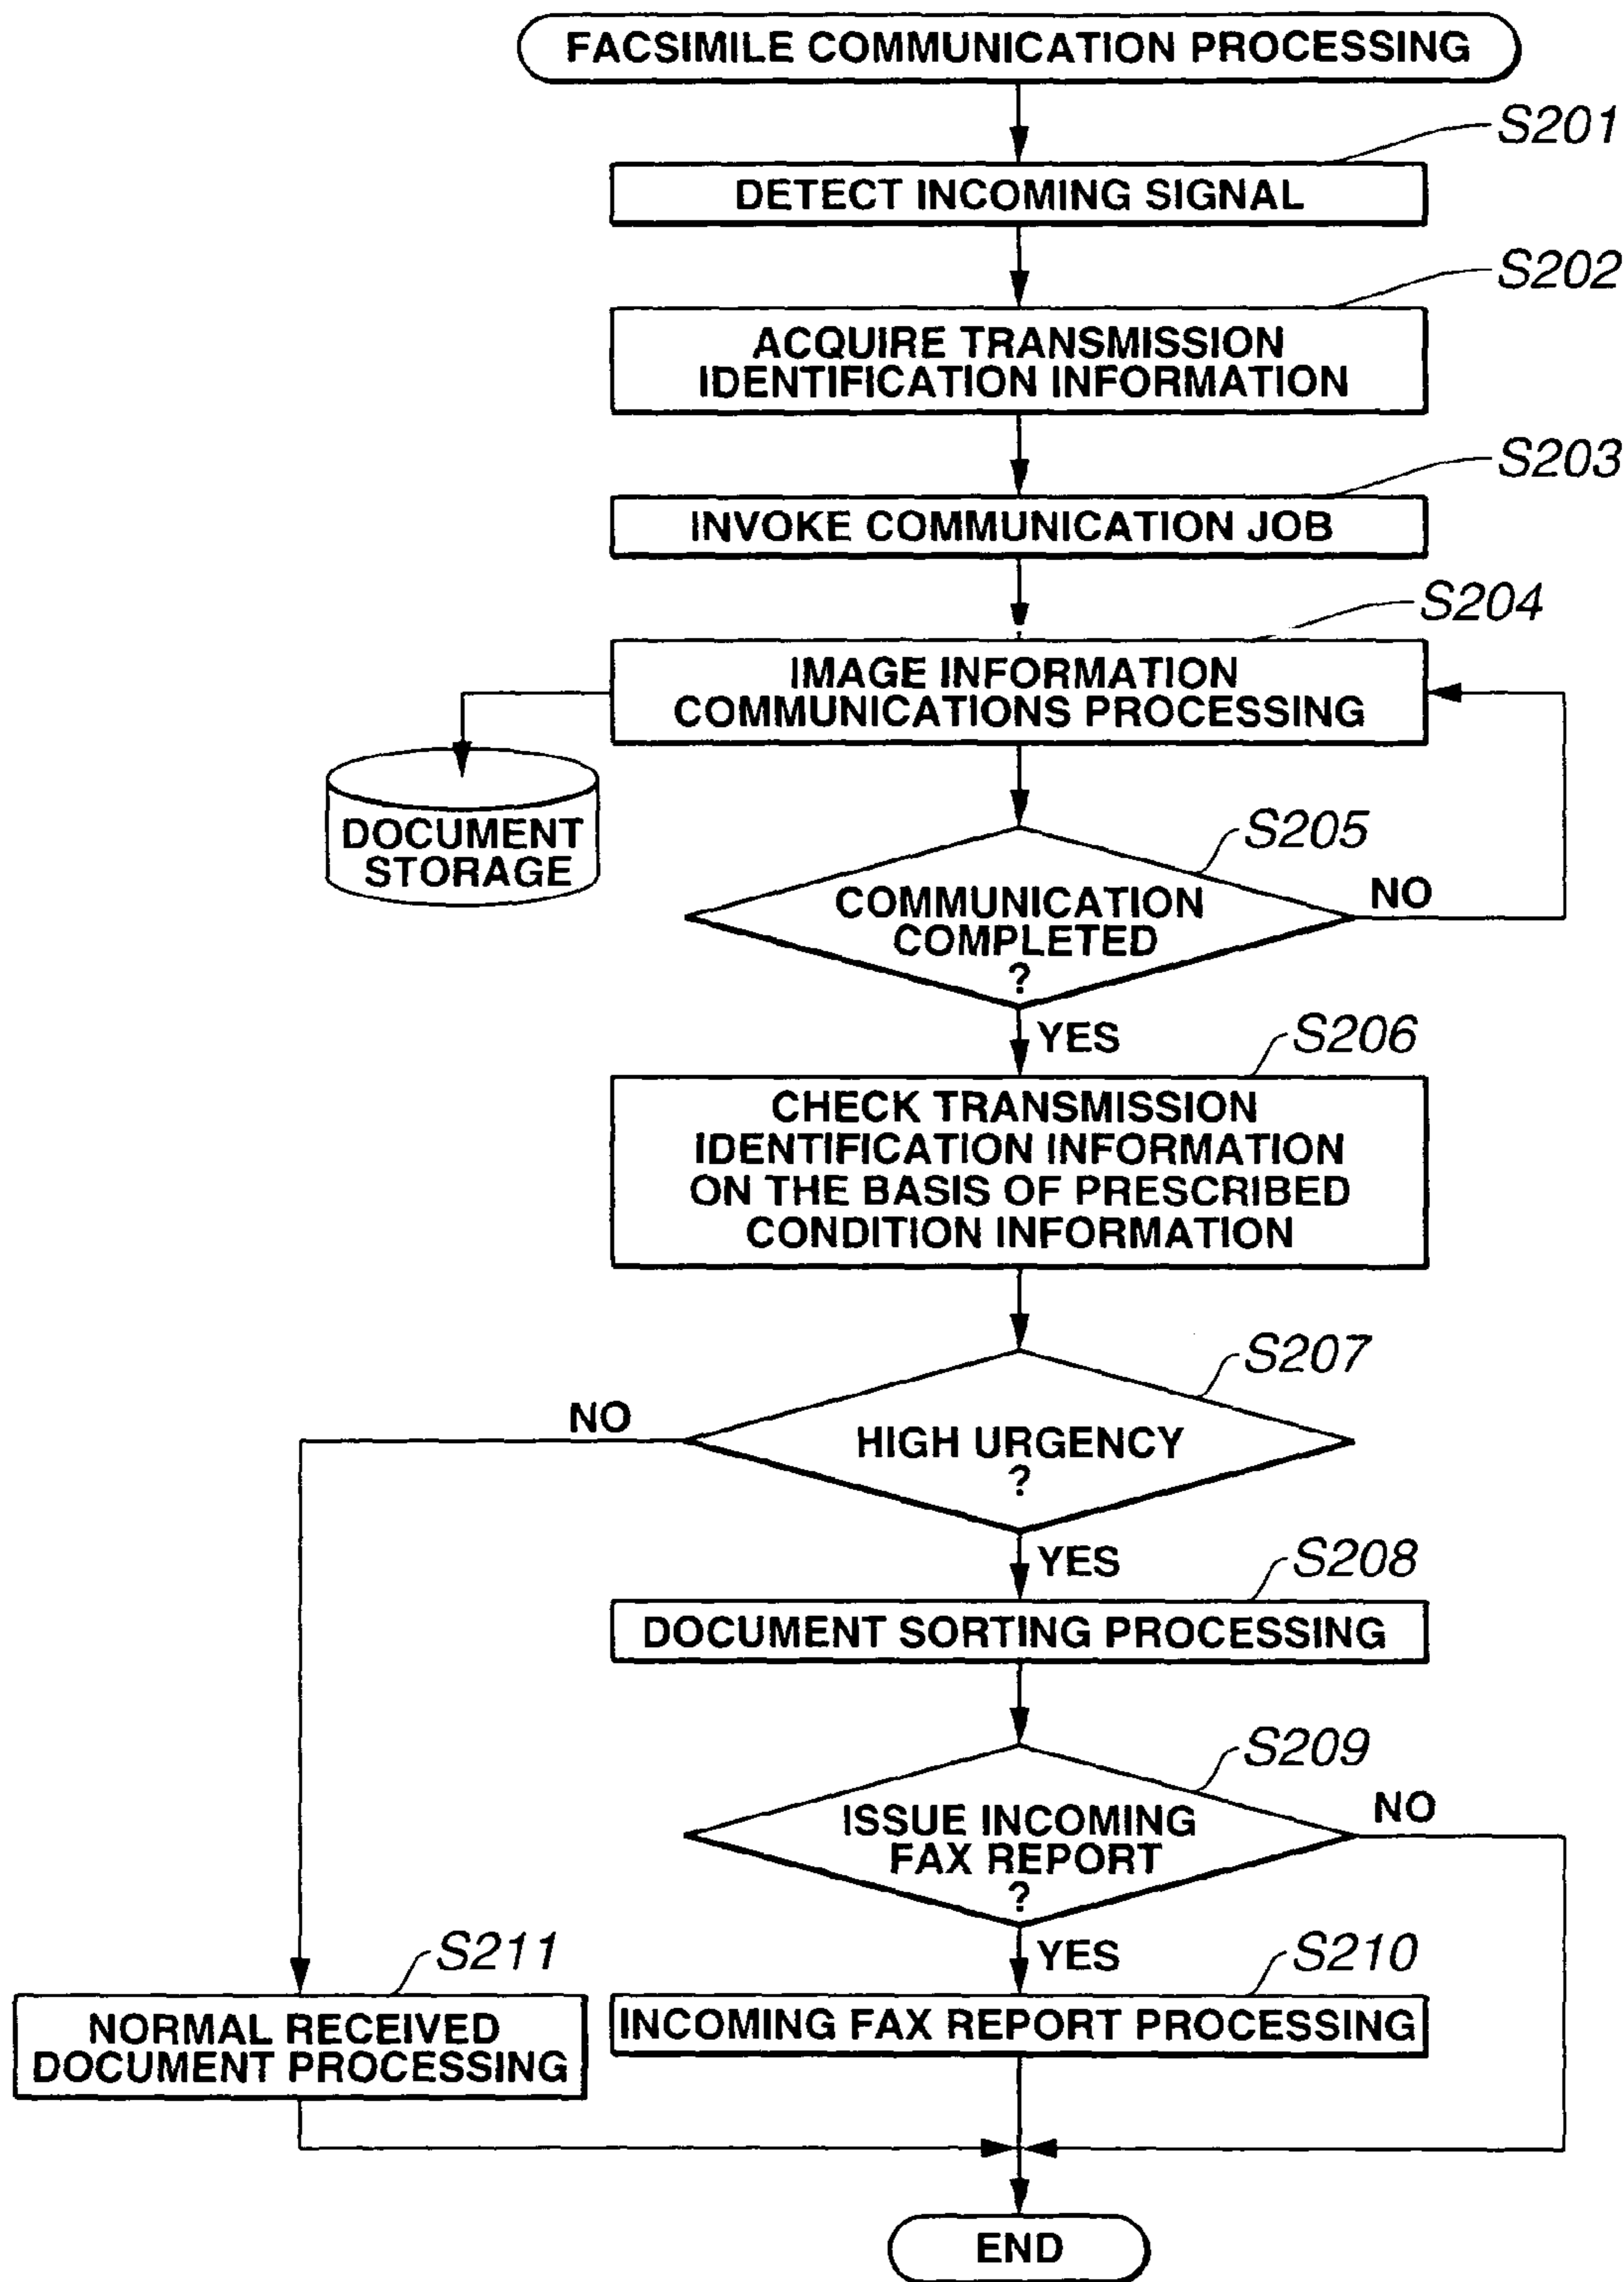 FACSIMILE COMMUNICATION PROCESSING
S201
DETECT INCOMING SIGNAL
S202
ACQUIRE TRANSMISSION
IDENTIFICATION INFORMATION
S203
INVOKE COMMUNICATION JOB
S204
IMAGE INFORMATION
COMMUNICATIONS PROCESSING
DOCUMENT
STORAGE
S205
COMMUNICATION
COMPLETED
?
NO
YES
S206
CHECK TRANSMISSION
IDENTIFICATION INFORMATION
ON THE BASIS OF PRESCRIBED
CONDITION INFORMATION
S207
HIGH URGENCY
?
NO
YES
S208
DOCUMENT SORTING PROCESSING
S209
ISSUE INCOMING
FAX REPORT
?
NO
YES
S210
INCOMING FAX REPORT PROCESSING
S211
NORMAL RECEIVED
DOCUMENT PROCESSING
END